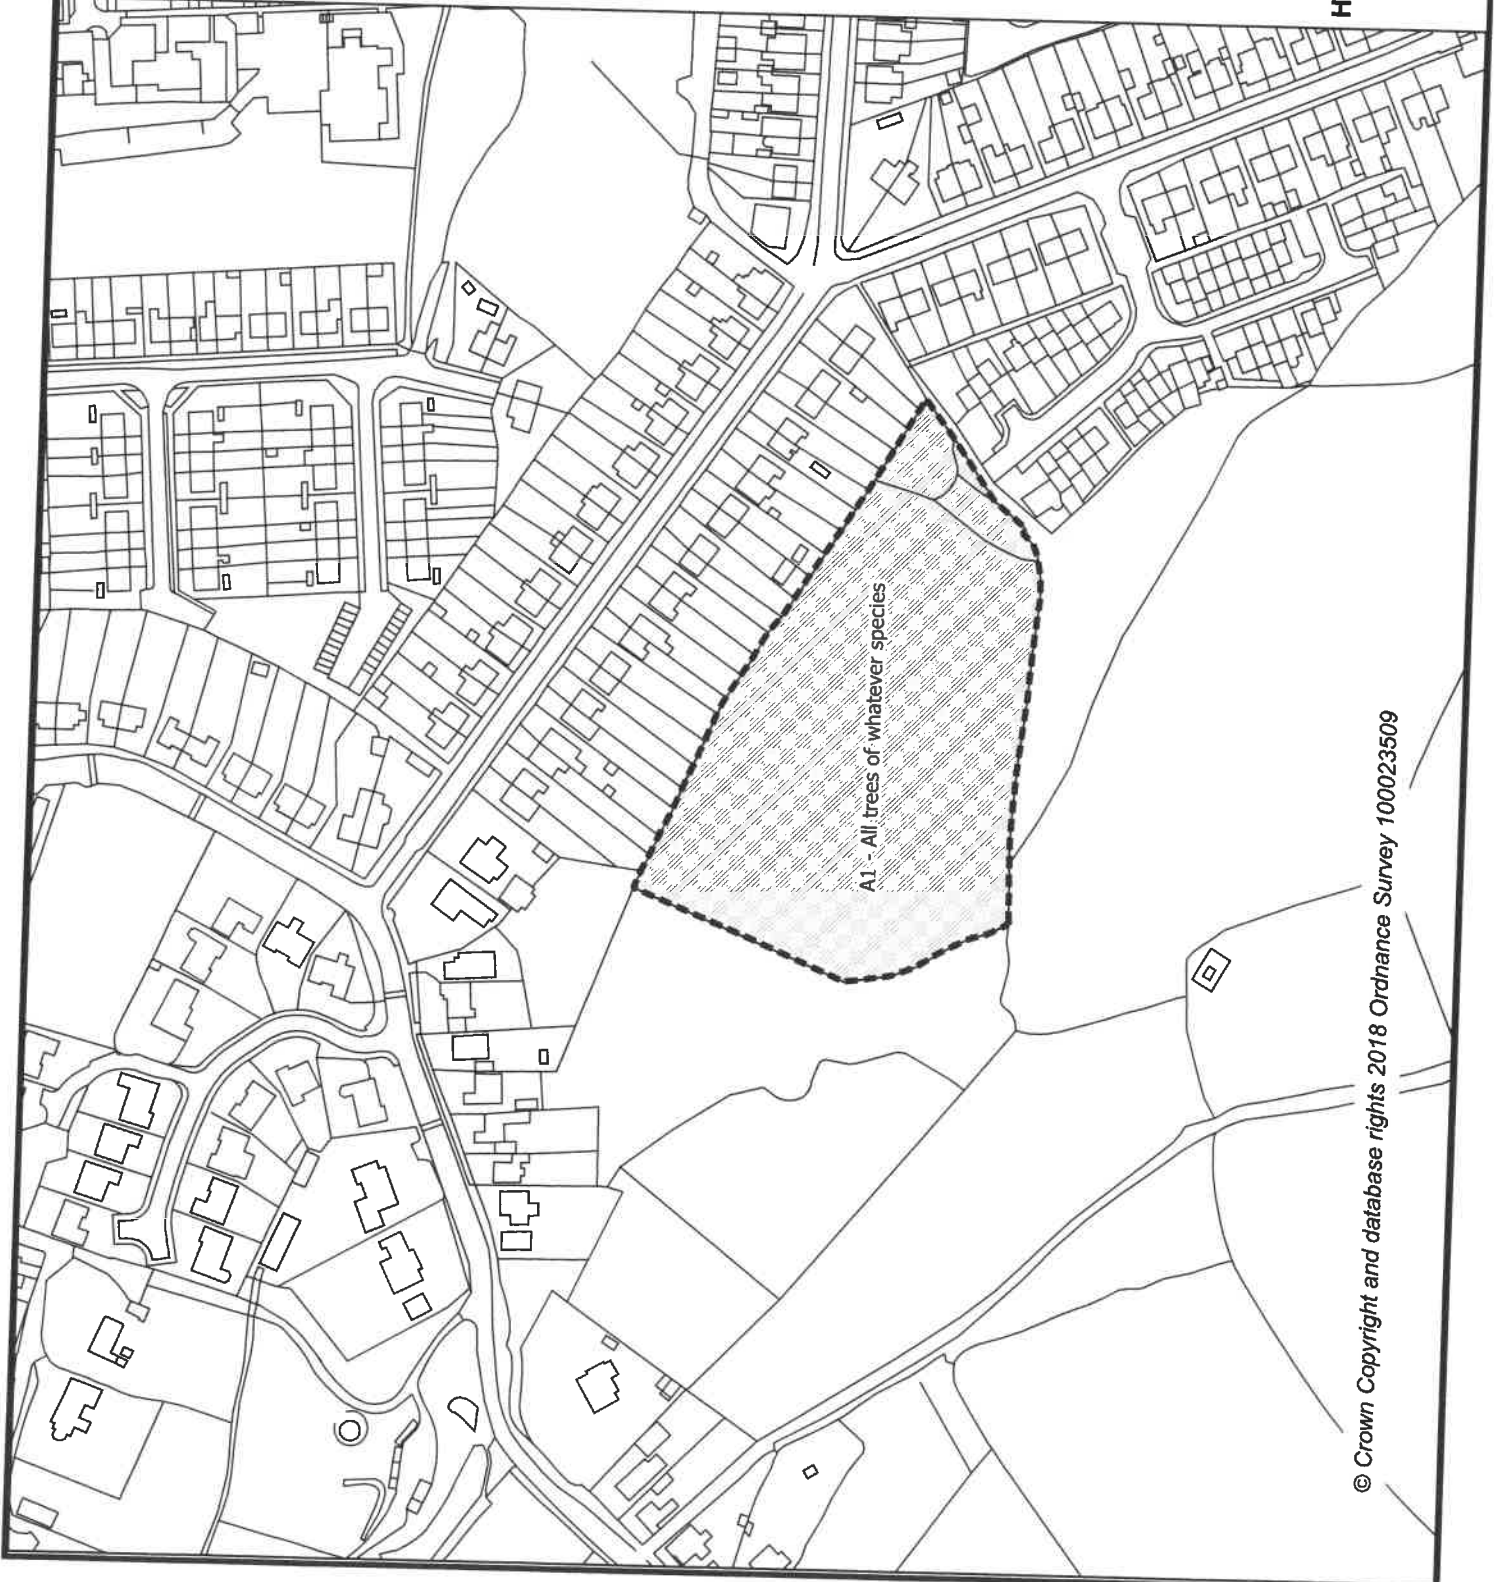 H
A1 - All trees of whatever species
© Crown Copyright and database rights 2018 Ordnance Survey 100023509